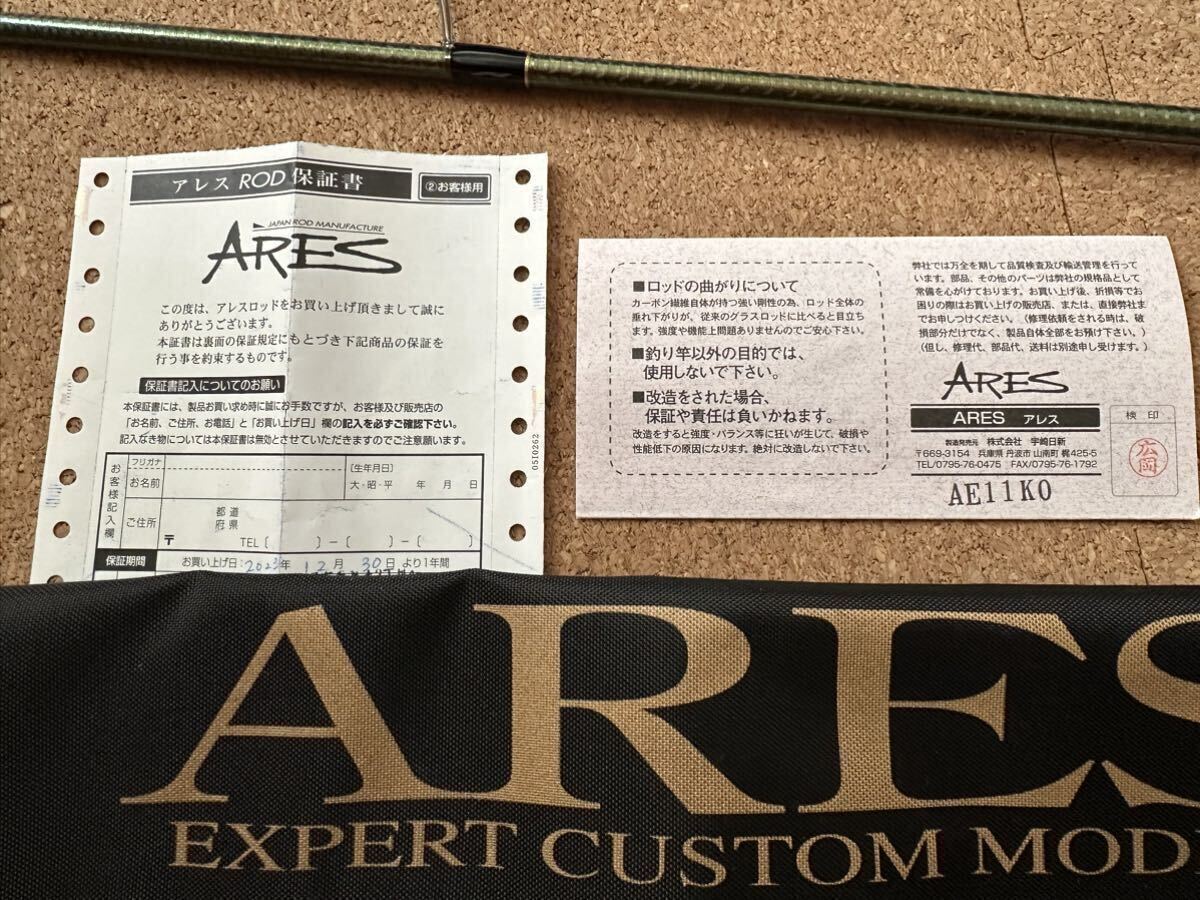 アレス ROD 保証書
②お客様用
JAPAN ROD MANUFACTURE
ARES
この度は、アレスロッドをお買い上げ頂きまして誠に
ありがとうございます。
本証書は裏面の保証規定にもとづき下記商品の保証を
行う事を約束するものです。
保証書記入についてのお願い
本保証書には、製品お買い求め時に誠にお手数ですが、お客様及び販売店の
「お名前、ご住所、お電話」と「お買い上げ日」欄の記入を必ずご確認下さい。
記入なき物については本保証書は無効とさせていただきますのでご注意願います。
お客様記入欄
フリガナ
お名前
〔生年月日〕
大・昭・平 年 月 日
ご住所
都道
府県
〒 TEL〔 〕－〔 〕－〔 〕
保証期間
お買い上げ日：2023年 12月 30日 より1年間
0510262
■ロッドの曲がりについて
カーボン繊維自体が持つ強い剛性の為、ロッド全体の
垂れ下がりが、従来のグラスロッドに比べると目立ち
ます。強度や機能上問題ありませんのでご安心下さい。
■釣り竿以外の目的では、
使用しないで下さい。
■改造をされた場合、
保証や責任は負いかねます。
改造をすると強度・バランス等に狂いが生じて、破損や
性能低下の原因になります。絶対に改造しないで下さい。
弊社では万全を期して品質検査及び輸送管理を行って
います。部品、その他のパーツは弊社の規格品として
常備を心がけております。お買い上げ後、折損等でお
困りの際はお買い上げの販売店、または、直接弊社ま
でお申しつけください。（修理依頼をされる時は、破
損部分だけでなく、製品自体全部をお預け下さい。）
（但し、修理代、部品代、送料は別途申し受けます。）
ARES
ARES アレス
製造発売元 株式会社 宇崎日新
〒669-3154 兵庫県 丹波市 山南町 梶425-5
TEL/0795-76-0475 FAX/0795-76-1792
AE11K0
検 印
広岡
ARES
EXPERT CUSTOM MOD